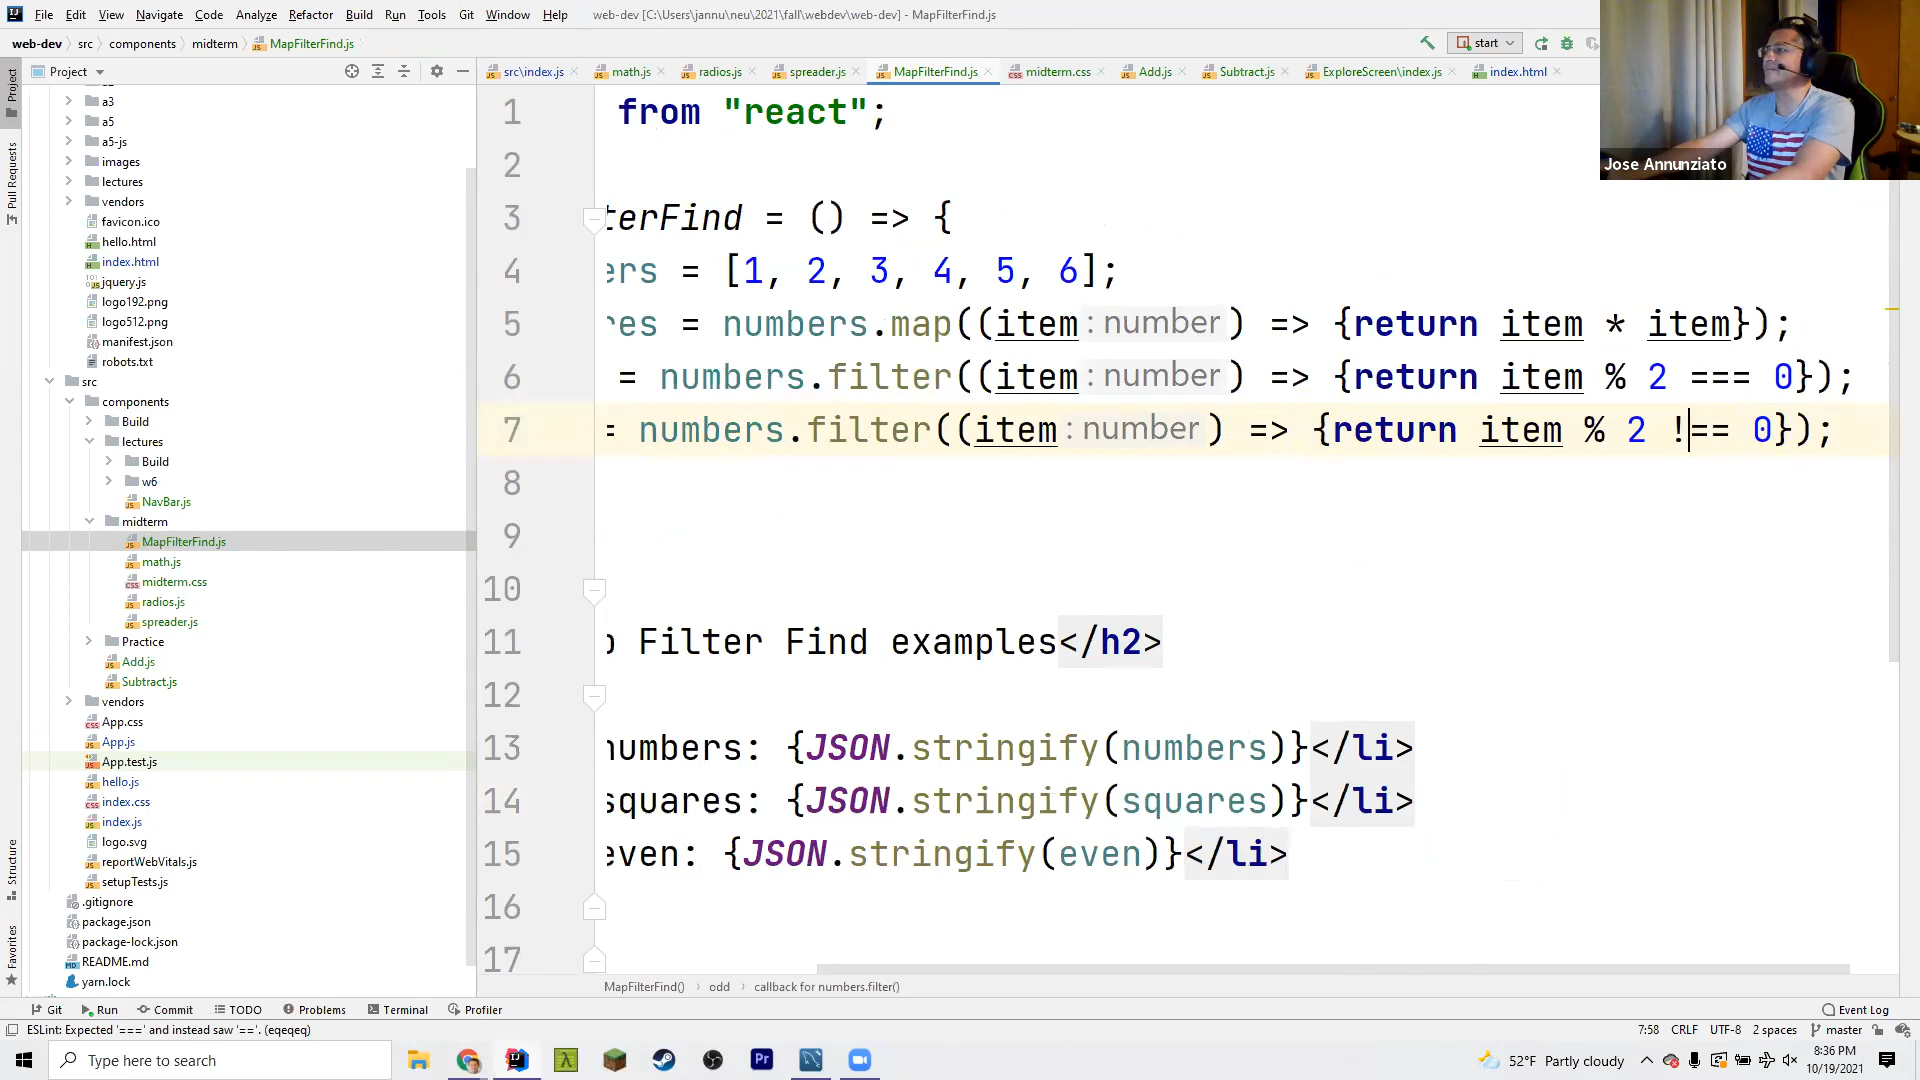 File Edit View Navigate Code Analyze Refactor Build Run Tools Git Window Help web-dev [C:\Users\jannu\neu\2021\fall\webdev\web-dev] - MapFilterFind.js
web-dev src components midterm MapFilterFind.js start
Project src\index.js math.js radios.js spreader.js MapFilterFind.js midterm.css Add.js Subtract.js ExploreScreen\index.js index.html
Project
Pull Requests
Structure
Favorites
a3
a5
a5-js
images
lectures
vendors
favicon.ico
hello.html
index.html
jquery.js
logo192.png
logo512.png
manifest.json
robots.txt
src
components
Build
lectures
Build
w6
NavBar.js
midterm
MapFilterFind.js
math.js
midterm.css
radios.js
spreader.js
Practice
Add.js
Subtract.js
vendors
App.css
App.js
App.test.js
hello.js
index.css
index.js
logo.svg
reportWebVitals.js
setupTests.js
.gitignore
package.json
package-lock.json
README.md
yarn.lock
1 from "react";
2
3 terFind = () => {
4 ers = [1, 2, 3, 4, 5, 6];
5 res = numbers.map((item : number) => {return item * item});
6 = numbers.filter((item : number) => {return item % 2 === 0});
7 = numbers.filter((item : number) => {return item % 2 !== 0});
8
9
10
11 p Filter Find examples</h2>
12
13 numbers: {JSON.stringify(numbers)}</li>
14 squares: {JSON.stringify(squares)}</li>
15 even: {JSON.stringify(even)}</li>
16
17
Jose Annunziato
MapFilterFind() odd callback for numbers.filter()
Git Run Commit TODO Problems Terminal Profiler Event Log
ESLint: Expected '===' and instead saw '=='. (eqeqeq) 7:58 CRLF UTF-8 2 spaces master
Type here to search 52°F Partly cloudy 8:36 PM
10/19/2021